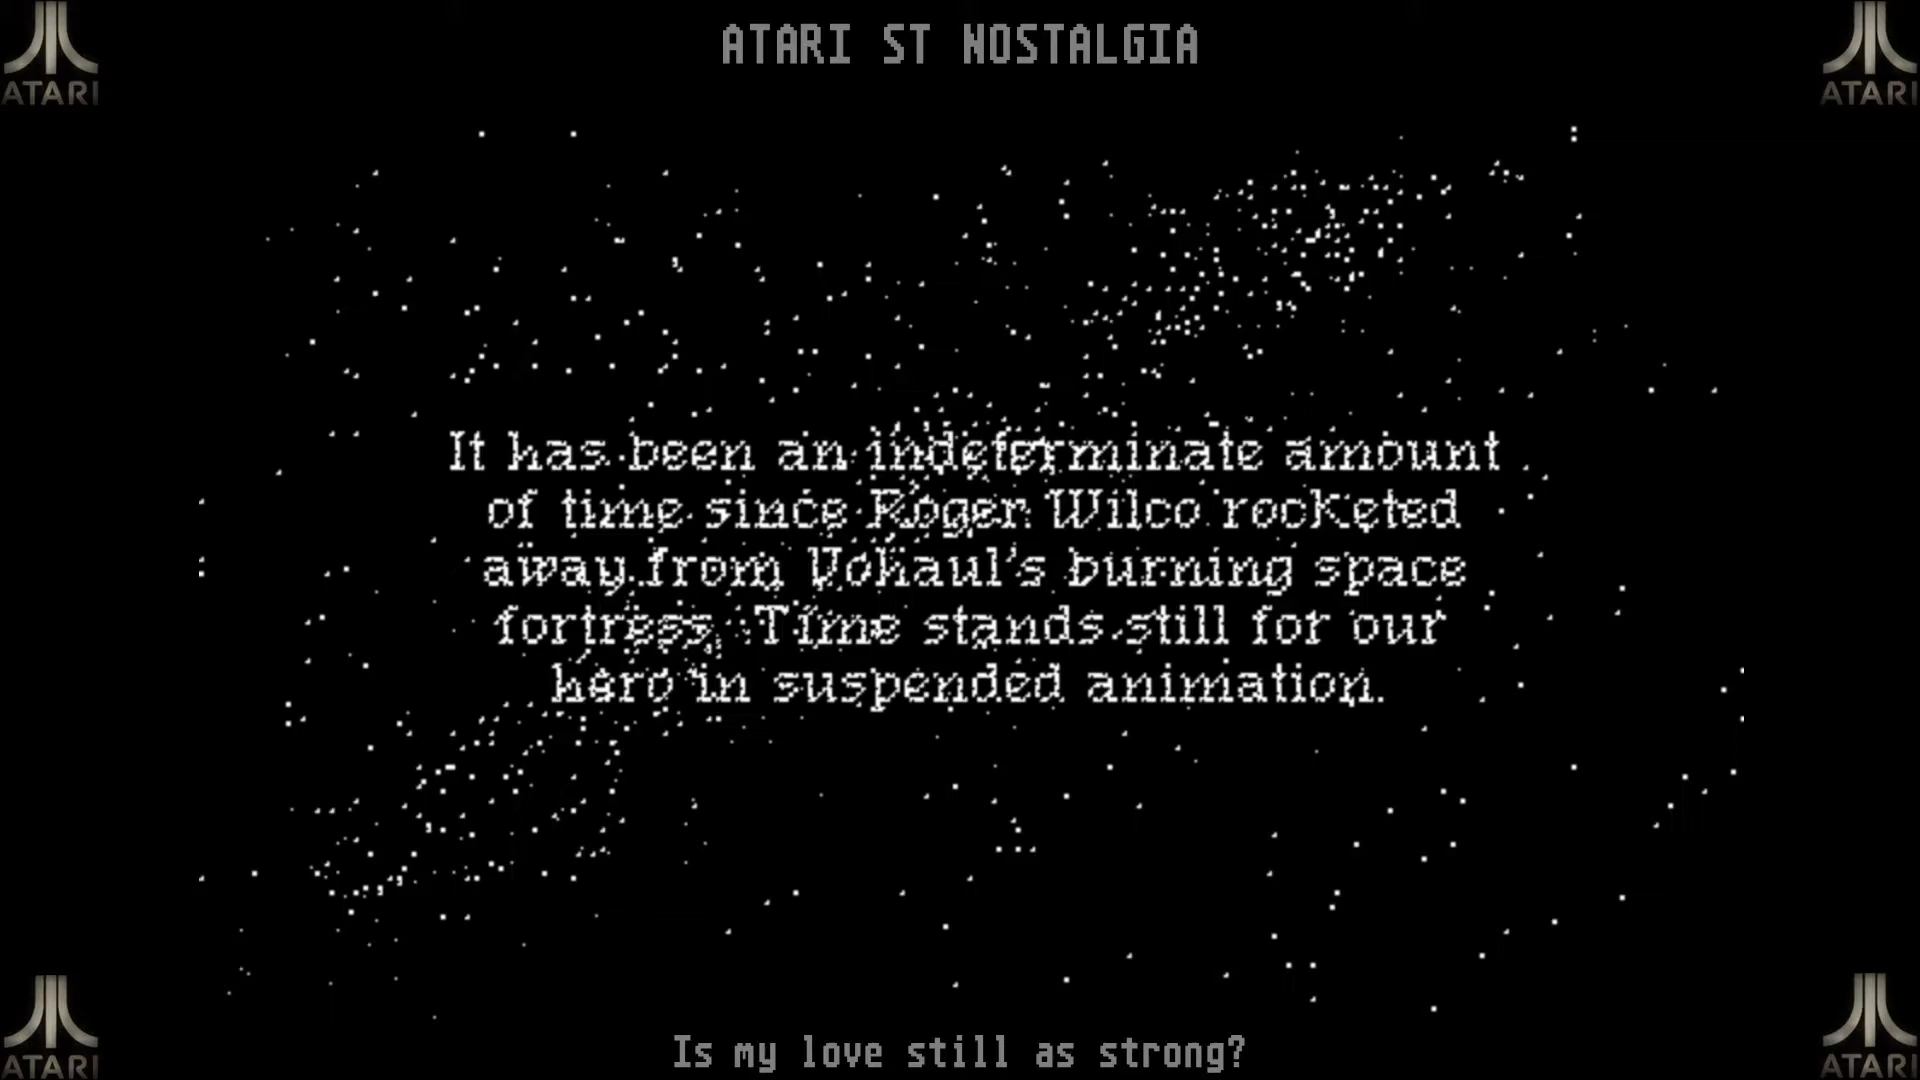 ATARI ST NOSTALGIA
ATARI
ATARI
It has been an indeterminate amount
of time since Roger Wilco rocketed
away from Vohaul's burning space
fortress. Time stands still for our
hero in suspended animation.
Is my love still as strong?
ATARI
ATARI